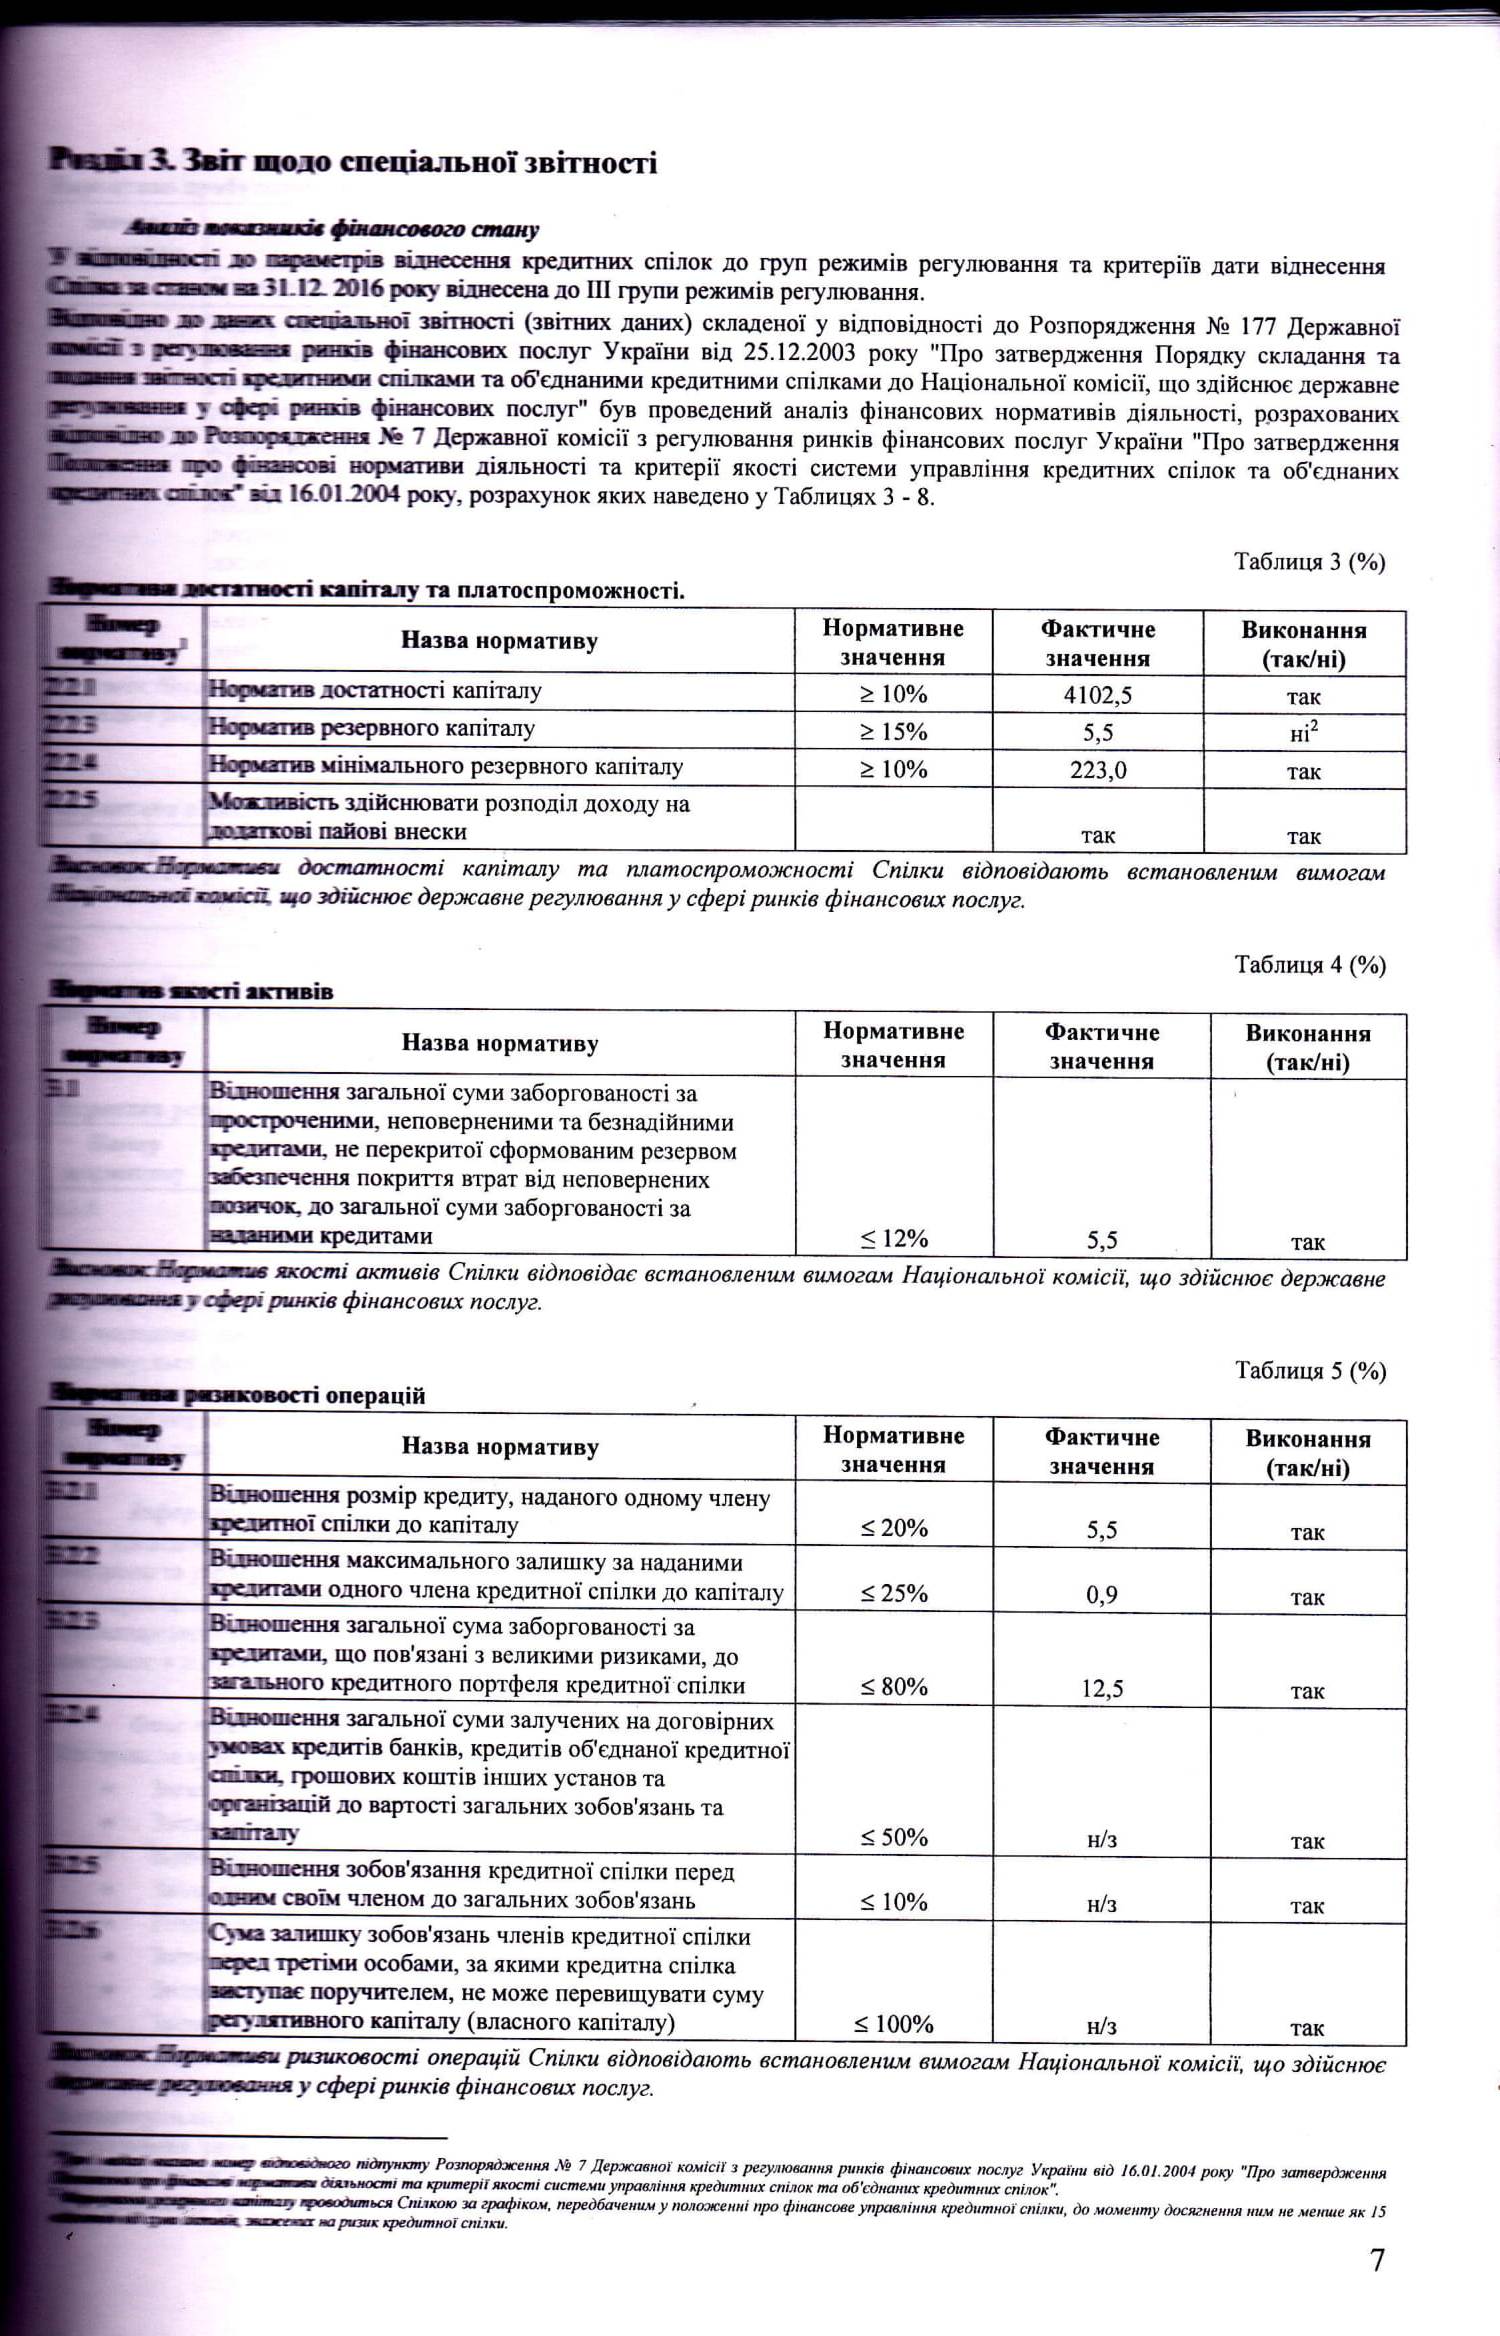 Розділ 3. Звіт щодо спеціальної звітності
Аналіз показників фінансового стану
У відповідності до параметрів віднесення кредитних спілок до груп режимів регулювання та критеріїв дати віднесення
Спілка за станом на 31.12. 2016 року віднесена до III групи режимів регулювання.
Відповідно до даних спеціальної звітності (звітних даних) складеної у відповідності до Розпорядження № 177 Державної
комісії з регулювання ринків фінансових послуг України від 25.12.2003 року "Про затвердження Порядку складання та
подання звітності кредитними спілками та об'єднаними кредитними спілками до Національної комісії, що здійснює державне
регулювання у сфері ринків фінансових послуг" був проведений аналіз фінансових нормативів діяльності, розрахованих
відповідно до Розпорядження № 7 Державної комісії з регулювання ринків фінансових послуг України "Про затвердження
Положення про фінансові нормативи діяльності та критерії якості системи управління кредитних спілок та об'єднаних
кредитних спілок" від 16.01.2004 року, розрахунок яких наведено у Таблицях 3 - 8.
Таблиця 3 (%)
Нормативи достатності капіталу та платоспроможності.
Номер нормативу¹ Назва нормативу Нормативне значення Фактичне значення Виконання (так/ні)
2.2.1 Норматив достатності капіталу ≥ 10% 4102,5 так
2.2.3 Норматив резервного капіталу ≥ 15% 5,5 ні²
2.2.4 Норматив мінімального резервного капіталу ≥ 10% 223,0 так
2.2.5 Можливість здійснювати розподіл доходу на
додаткові пайові внески так так
Висновок: Нормативи достатності капіталу та платоспроможності Спілки відповідають встановленим вимогам
Національної комісії, що здійснює державне регулювання у сфері ринків фінансових послуг.
Таблиця 4 (%)
Норматив якості активів
Номер нормативу Назва нормативу Нормативне значення Фактичне значення Виконання (так/ні)
3.1 Відношення загальної суми заборгованості за
простроченими, неповерненими та безнадійними
кредитами, не перекритої сформованим резервом
забезпечення покриття втрат від неповернених
позичок, до загальної суми заборгованості за
наданими кредитами ≤ 12% 5,5 так
Висновок: Норматив якості активів Спілки відповідає встановленим вимогам Національної комісії, що здійснює державне
регулювання у сфері ринків фінансових послуг.
Таблиця 5 (%)
Нормативи ризиковості операцій
Номер нормативу Назва нормативу Нормативне значення Фактичне значення Виконання (так/ні)
3.2.1 Відношення розмір кредиту, наданого одному члену
кредитної спілки до капіталу ≤ 20% 5,5 так
3.2.2 Відношення максимального залишку за наданими
кредитами одного члена кредитної спілки до капіталу ≤ 25% 0,9 так
3.2.3 Відношення загальної сума заборгованості за
кредитами, що пов'язані з великими ризиками, до
загального кредитного портфеля кредитної спілки ≤ 80% 12,5 так
3.2.4 Відношення загальної суми залучених на договірних
умовах кредитів банків, кредитів об'єднаної кредитної
спілки, грошових коштів інших установ та
організацій до вартості загальних зобов'язань та
капіталу ≤ 50% н/з так
3.2.5 Відношення зобов'язання кредитної спілки перед
одним своїм членом до загальних зобов'язань ≤ 10% н/з так
3.2.6 Сума залишку зобов'язань членів кредитної спілки
перед третіми особами, за якими кредитна спілка
виступає поручителем, не може перевищувати суму
регулятивного капіталу (власного капіталу) ≤ 100% н/з так
Висновок: Нормативи ризиковості операцій Спілки відповідають встановленим вимогам Національної комісії, що здійснює
державне регулювання у сфері ринків фінансових послуг.
номер відповідного підпункту Розпорядження № 7 Державної комісії з регулювання ринків фінансових послуг України від 16.01.2004 року "Про затвердження
Положення про фінансові нормативи діяльності та критерії якості системи управління кредитних спілок та об'єднаних кредитних спілок".
капіталу проводиться Спілкою за графіком, передбаченим у положенні про фінансове управління кредитної спілки, до моменту досягнення ним не менше як 15
зважених на ризик кредитної спілки.
7